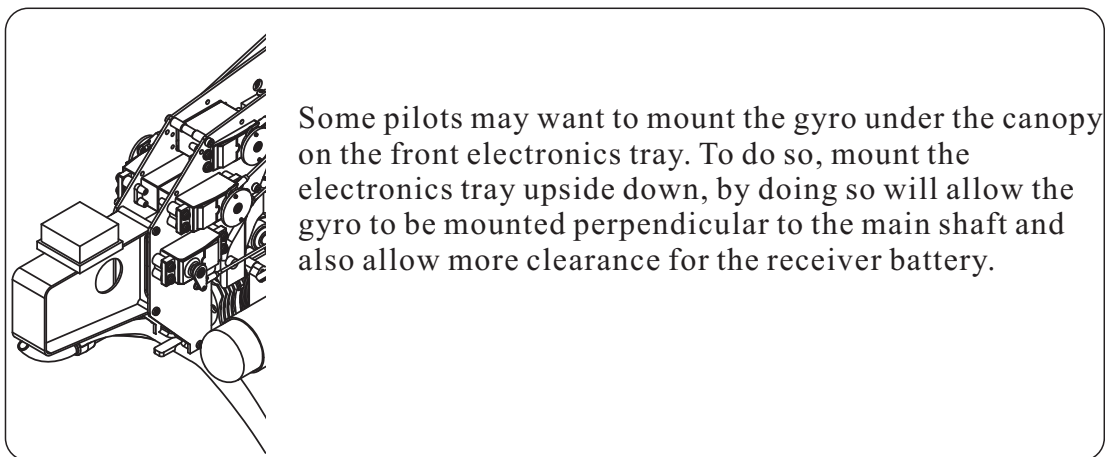 Some pilots may want to mount the gyro under the canopy
on the front electronics tray. To do so, mount the
electronics tray upside down, by doing so will allow the
gyro to be mounted perpendicular to the main shaft and
also allow more clearance for the receiver battery.